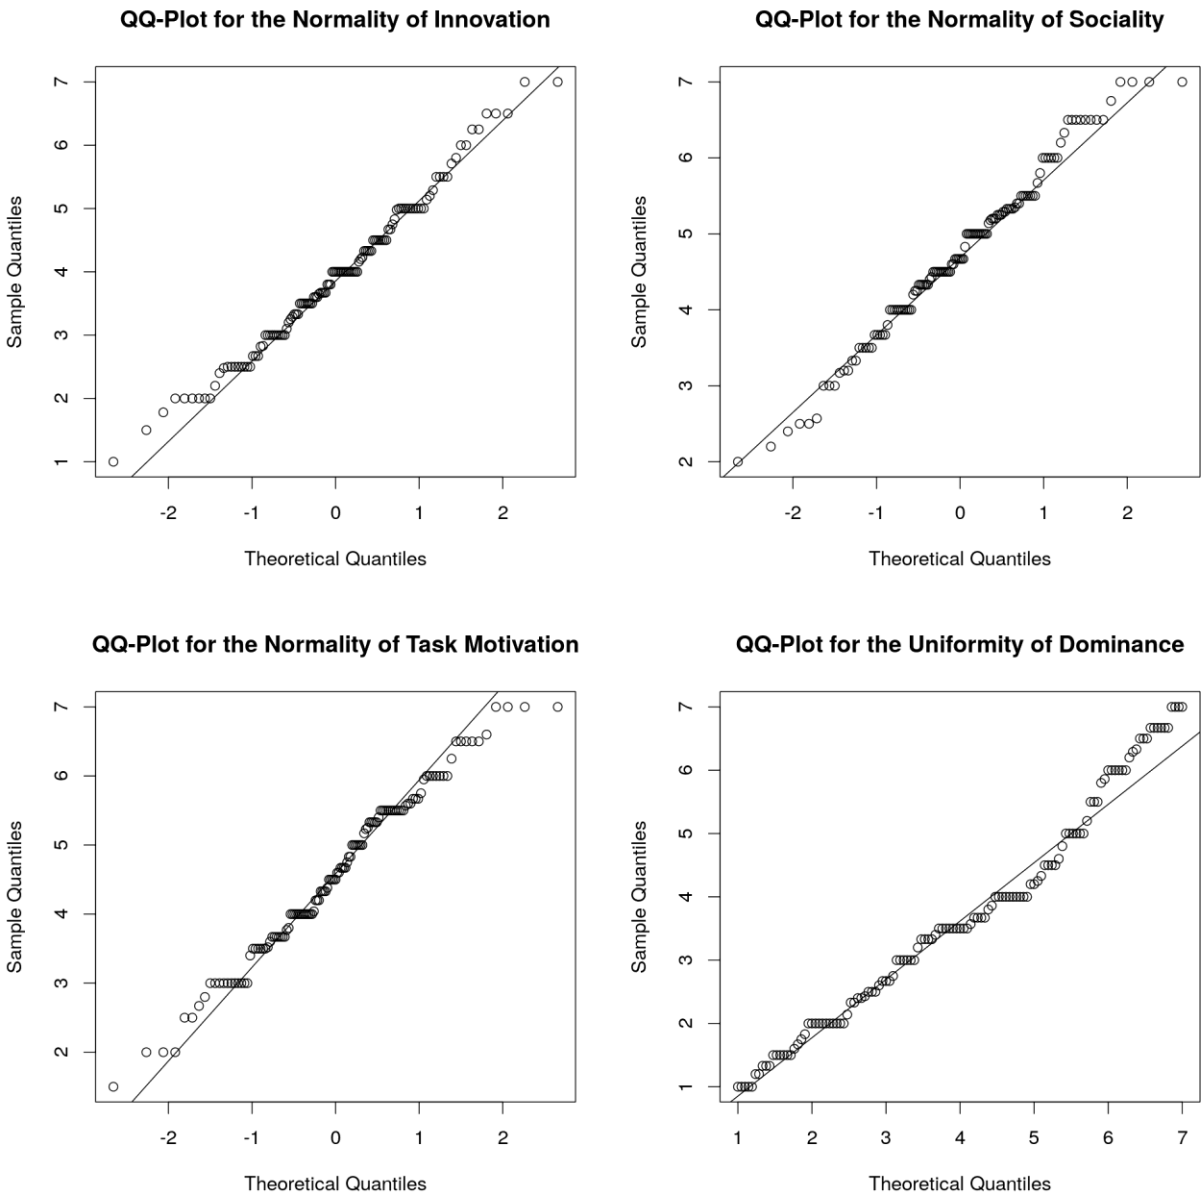 QQ-Plot for the Normality of Innovation
Sample Quantiles
7
6
5
4
3
2
1
-2 -1 0 1 2
Theoretical Quantiles
QQ-Plot for the Normality of Sociality
Sample Quantiles
7
6
5
4
3
2
-2 -1 0 1 2
Theoretical Quantiles
QQ-Plot for the Normality of Task Motivation
Sample Quantiles
7
6
5
4
3
2
-2 -1 0 1 2
Theoretical Quantiles
QQ-Plot for the Uniformity of Dominance
Sample Quantiles
7
6
5
4
3
2
1
1 2 3 4 5 6 7
Theoretical Quantiles